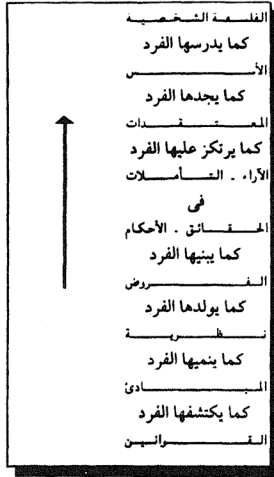 الفلسفة الشخصية
كما يدرسها الفرد
الأسس
كما يجدها الفرد
المعتقدات
كما يرتكز عليها الفرد
الآراء . التأملات
فى
الحقائق . الأحكام
كما يبنيها الفرد
الفروض
كما يولدها الفرد
نظرية
كما ينميها الفرد
المبادئ
كما يكتشفها الفرد
القوانين